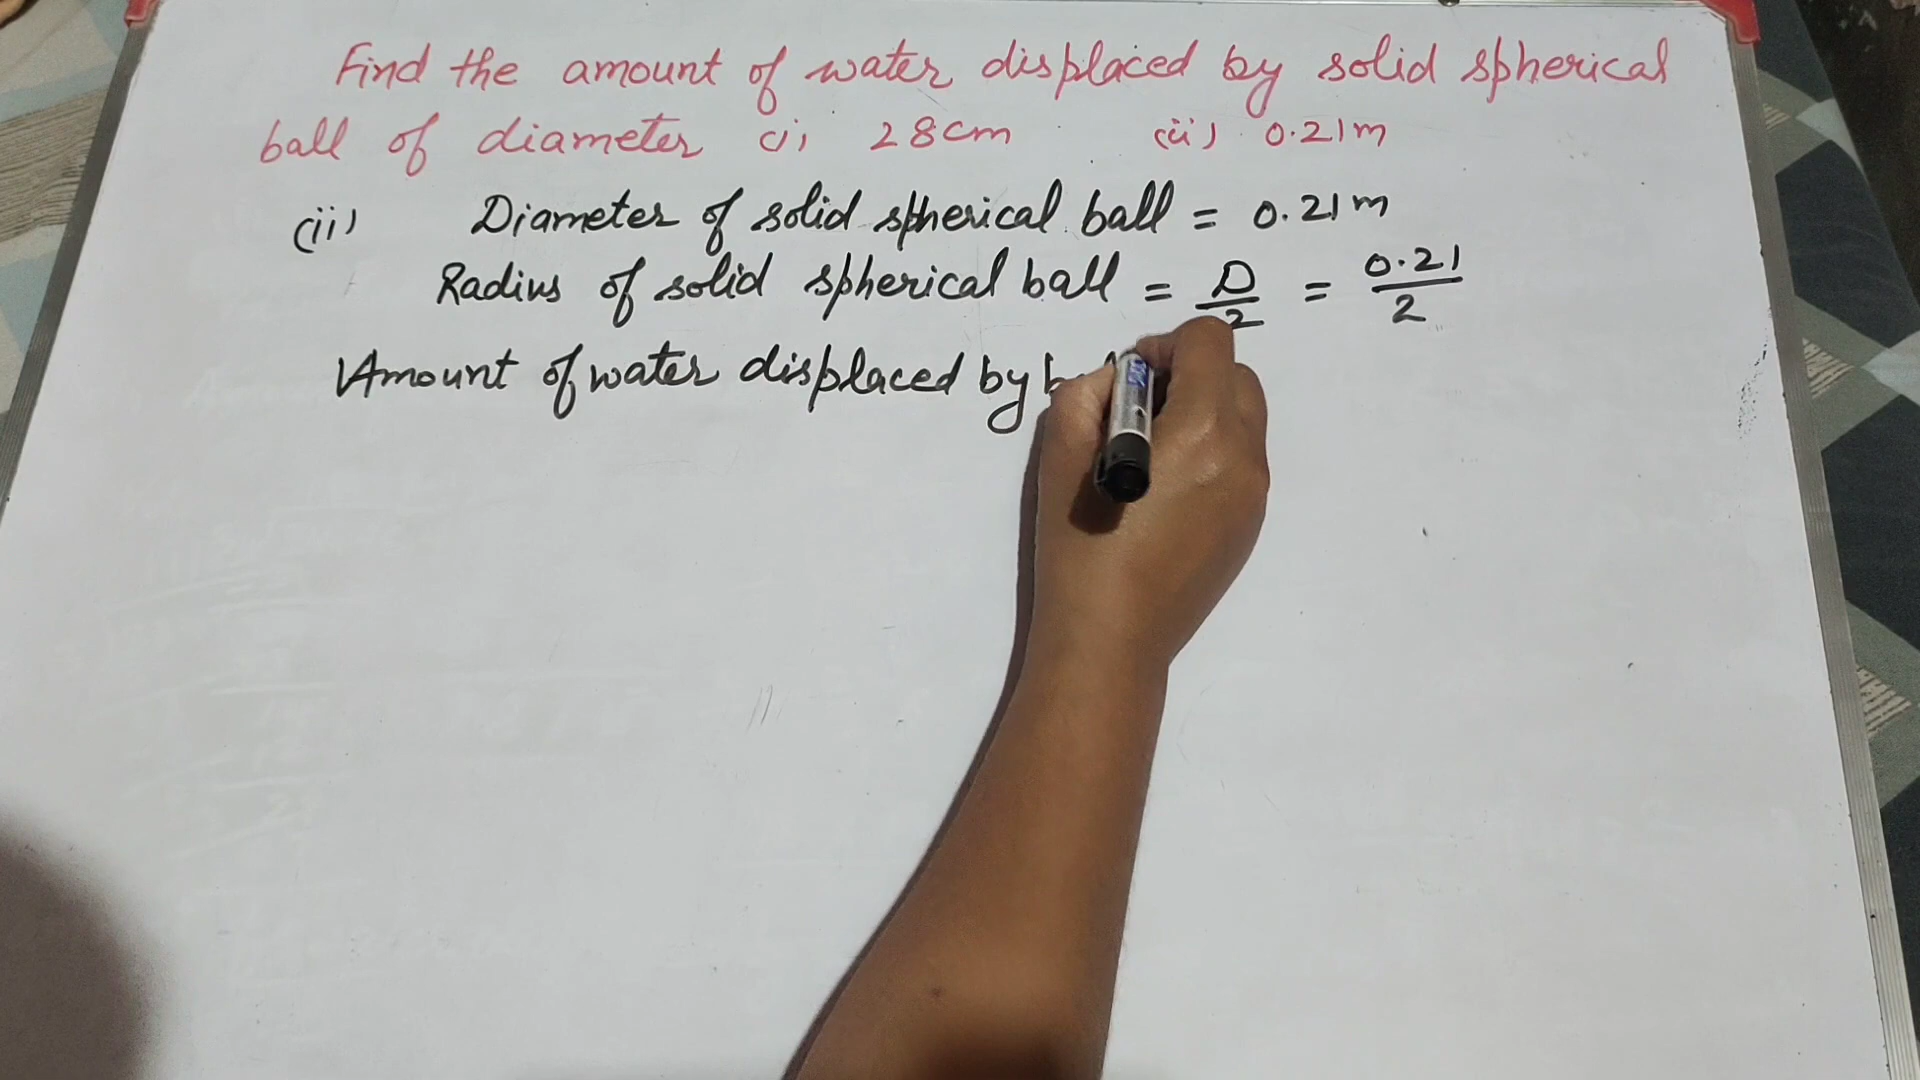 Find the amount of water displaced by solid spherical
ball of diameter (i) 28cm (ii) 0.21m
(ii) Diameter of solid spherical ball = 0.21m
Radius of solid spherical ball = D/2 = 0.21/2
Amount of water displaced by